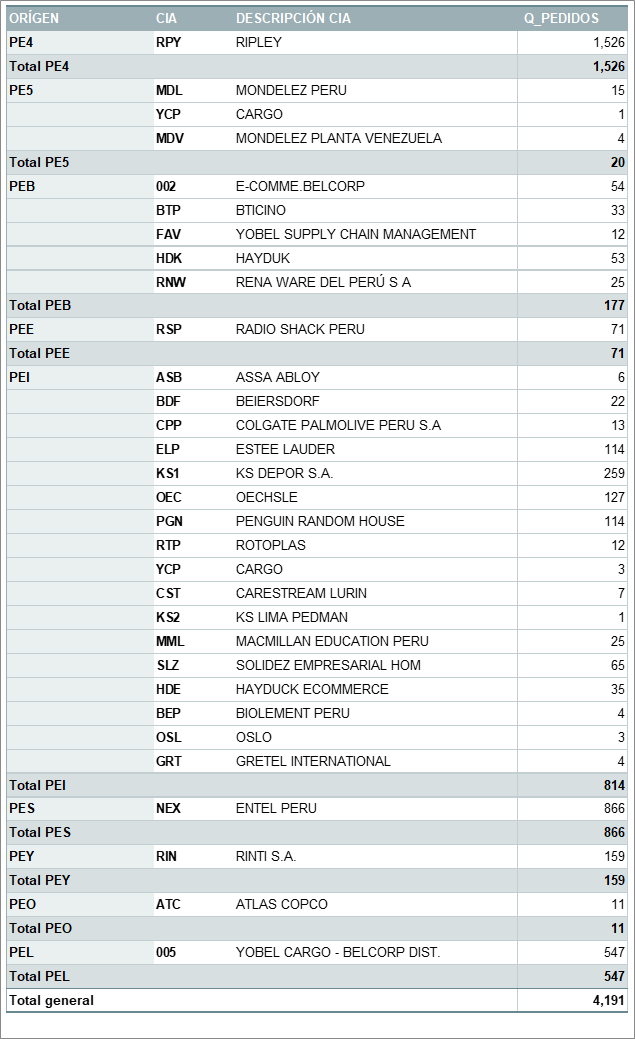 ORÍGEN CIA DESCRIPCIÓN CIA Q_PEDIDOS
PE4 RPY RIPLEY 1,526
Total PE4 1,526
PE5 MDL MONDELEZ PERU 15
YCP CARGO 1
MDV MONDELEZ PLANTA VENEZUELA 4
Total PE5 20
PEB 002 E-COMME.BELCORP 54
BTP BTICINO 33
FAV YOBEL SUPPLY CHAIN MANAGEMENT 12
HDK HAYDUK 53
RNW RENA WARE DEL PERÚ S A 25
Total PEB 177
PEE RSP RADIO SHACK PERU 71
Total PEE 71
PEI ASB ASSA ABLOY 6
BDF BEIERSDORF 22
CPP COLGATE PALMOLIVE PERU S.A 13
ELP ESTEE LAUDER 114
KS1 KS DEPOR S.A. 259
OEC OECHSLE 127
PGN PENGUIN RANDOM HOUSE 114
RTP ROTOPLAS 12
YCP CARGO 3
CST CARESTREAM LURIN 7
KS2 KS LIMA PEDMAN 1
MML MACMILLAN EDUCATION PERU 25
SLZ SOLIDEZ EMPRESARIAL HOM 65
HDE HAYDUCK ECOMMERCE 35
BEP BIOLEMENT PERU 4
OSL OSLO 3
GRT GRETEL INTERNATIONAL 4
Total PEI 814
PES NEX ENTEL PERU 866
Total PES 866
PEY RIN RINTI S.A. 159
Total PEY 159
PEO ATC ATLAS COPCO 11
Total PEO 11
PEL 005 YOBEL CARGO - BELCORP DIST. 547
Total PEL 547
Total general 4,191